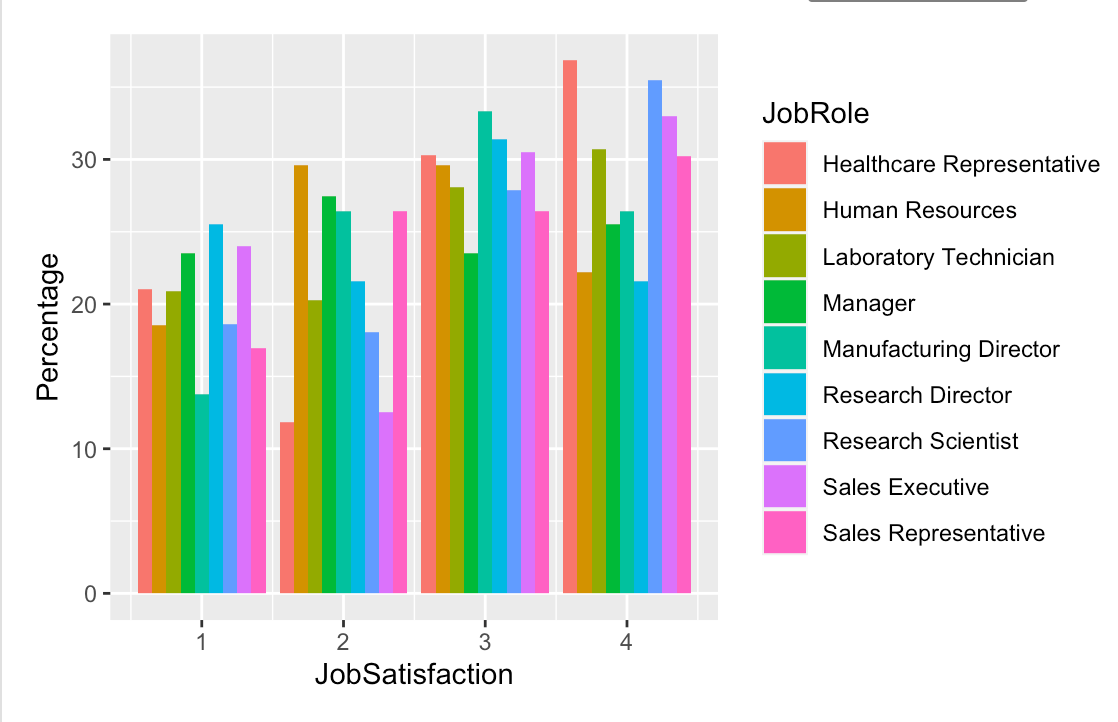 Percentage
30
20
10
0
1 2 3 4
JobSatisfaction
JobRole
Healthcare Representative
Human Resources
Laboratory Technician
Manager
Manufacturing Director
Research Director
Research Scientist
Sales Executive
Sales Representative